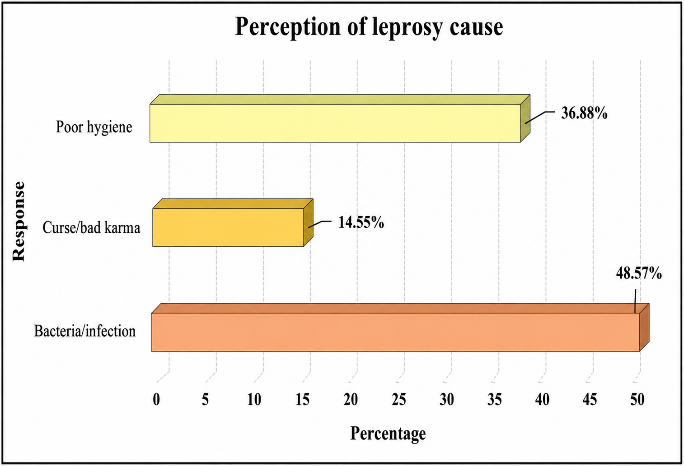 Perception of leprosy cause
Poor hygiene
36.88%
Curse/bad karma
14.55%
48.57%
Bacteria/infection
Response
0 5 10 15 20 25 30 35 40 45 50
Percentage